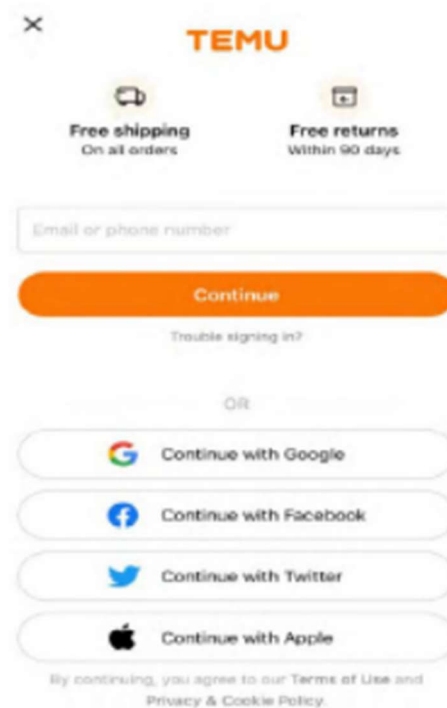 TEMU
Free shipping
On all orders
Free returns
Within 90 days
Email or phone number
Continue
Trouble signing in?
OR
Continue with Google
Continue with Facebook
Continue with Twitter
Continue with Apple
By continuing, you agree to our Terms of Use and
Privacy & Cookie Policy.